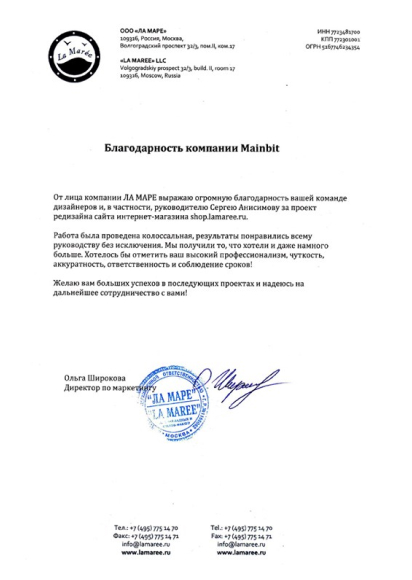 La Marée
ООО «ЛА МАРЕ»
109316, Россия, Москва,
Волгоградский проспект 32/3, пом.II, ком.17
«LA MAREE» LLC
Volgogradskiy prospect 32/3, build. II, room 17
109316, Moscow, Russia
ИНН 7723481700
КПП 772301001
ОГРН 5167746234354
Благодарность компании Mainbit
От лица компании ЛА МАРЕ выражаю огромную благодарность вашей команде
дизайнеров и, в частности, руководителю Сергею Анисимову за проект
редизайна сайта интернет-магазина shop.lamaree.ru.
Работа была проведена колоссальная, результаты понравились всему
руководству без исключения. Мы получили то, что хотели и даже намного
больше. Хотелось бы отметить ваш высокий профессионализм, чуткость,
аккуратность, ответственность и соблюдение сроков!
Желаю вам больших успехов в последующих проектах и надеюсь на
дальнейшее сотрудничество с вами!
Ольга Широкова
Директор по маркетингу
"ЛА МАРЕ"
"LA MAREE"
МОСКВА
Тел.: +7 (495) 775 14 70
Факс: +7 (495) 775 14 71
info@lamaree.ru
www.lamaree.ru
Tel.: +7 (495) 775 14 70
Fax: +7 (495) 775 14 71
info@lamaree.ru
www.lamaree.ru